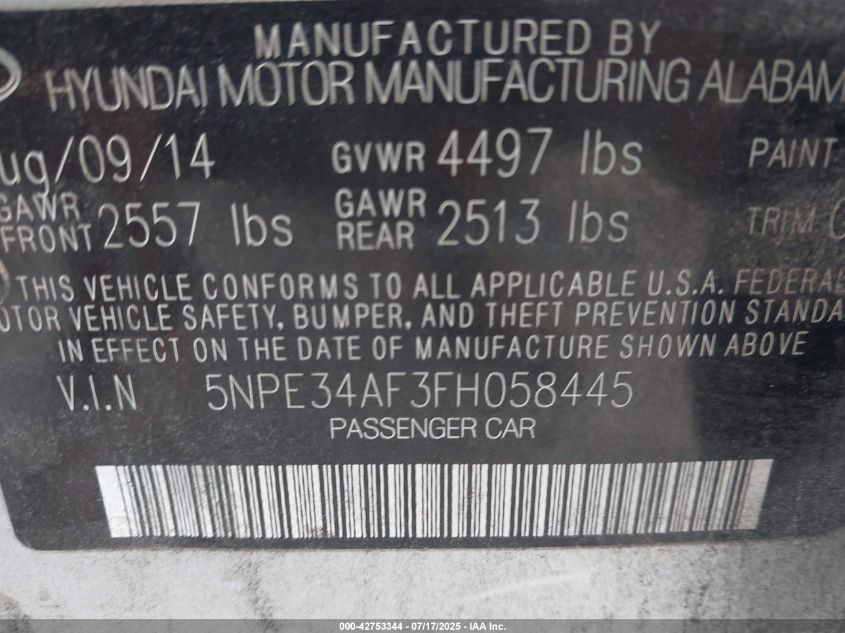 MANUFACTURED BY
HYUNDAI MOTOR MANUFACTURING ALABAM
ug/09/14 GVWR 4497 lbs PAINT
GAWR FRONT 2557 lbs GAWR REAR 2513 lbs TRIM
THIS VEHICLE CONFORMS TO ALL APPLICABLE U.S.A. FEDERAL
OTOR VEHICLE SAFETY, BUMPER, AND THEFT PREVENTION STANDA
IN EFFECT ON THE DATE OF MANUFACTURE SHOWN ABOVE
V.I.N 5NPE34AF3FH058445
PASSENGER CAR
000-42753344 / 07/17/2025 - IAA Inc.